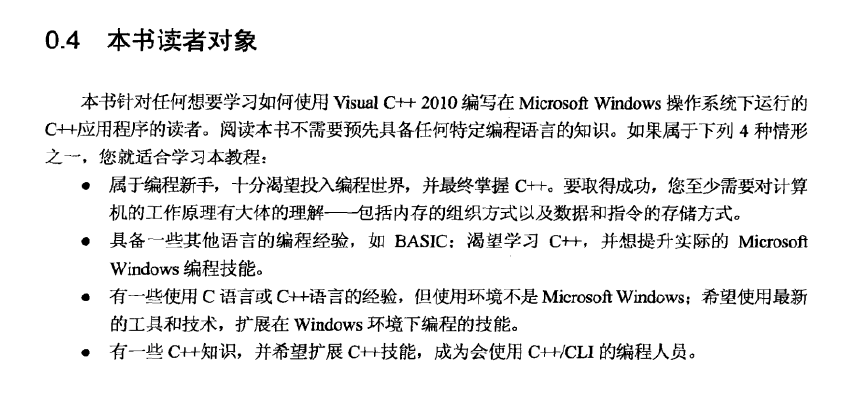 0.4 本书读者对象
本书针对任何想要学习如何使用 Visual C++ 2010 编写在 Microsoft Windows 操作系统下运行的
C++应用程序的读者。阅读本书不需要预先具备任何特定编程语言的知识。如果属于下列 4 种情形
之一，您就适合学习本教程：
● 属于编程新手，十分渴望投入编程世界，并最终掌握 C++。要取得成功，您至少需要对计算
机的工作原理有大体的理解——包括内存的组织方式以及数据和指令的存储方式。
● 具备一些其他语言的编程经验，如 BASIC；渴望学习 C++，并想提升实际的 Microsoft
Windows 编程技能。
● 有一些使用 C 语言或 C++语言的经验，但使用环境不是 Microsoft Windows；希望使用最新
的工具和技术，扩展在 Windows 环境下编程的技能。
● 有一些 C++知识，并希望扩展 C++技能，成为会使用 C++/CLI 的编程人员。